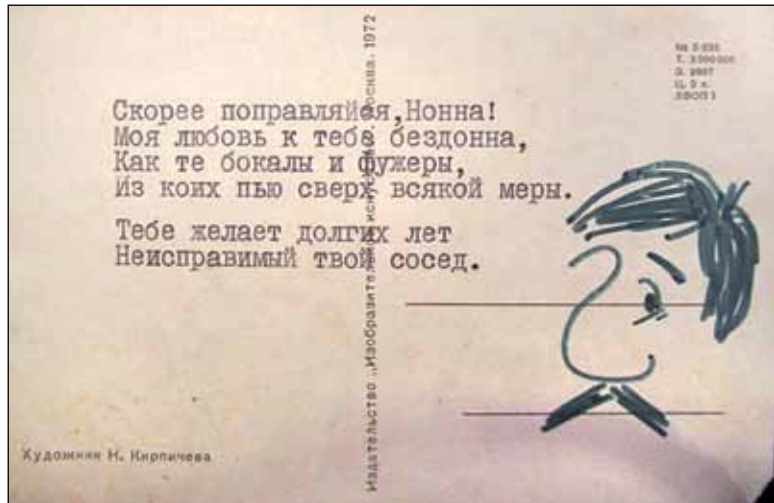 Скорее поправляйся,Нонна!
Моя любовь к тебе бездонна,
Как те бокалы и фужеры,
Из коих пью сверх всякой меры.
Тебе желает долгих лет
Неисправимый твой сосед.
Художник Н. Кирпичева
Издательство „Изобразительное Москва. 1972